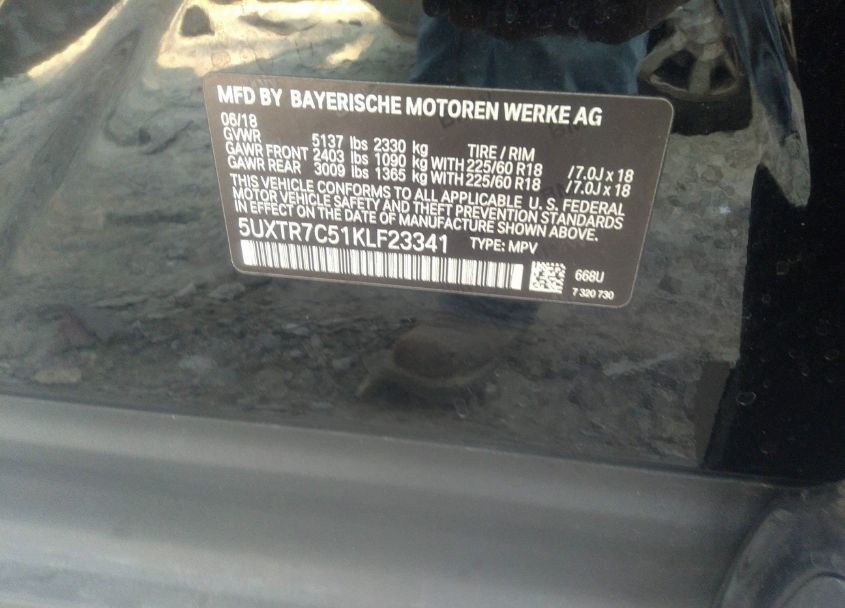 MFD BY BAYERISCHE MOTOREN WERKE AG
06/18
GVWR 5137 lbs 2330 kg TIRE / RIM
GAWR FRONT 2403 lbs 1090 kg WITH 225/60 R18 /7.0J x 18
GAWR REAR 3009 lbs 1365 kg WITH 225/60 R18 /7.0J x 18
THIS VEHICLE CONFORMS TO ALL APPLICABLE U. S. FEDERAL
MOTOR VEHICLE SAFETY AND THEFT PREVENTION STANDARDS
IN EFFECT ON THE DATE OF MANUFACTURE SHOWN ABOVE.
5UXTR7C51KLF23341 TYPE: MPV
668U
7 320 730